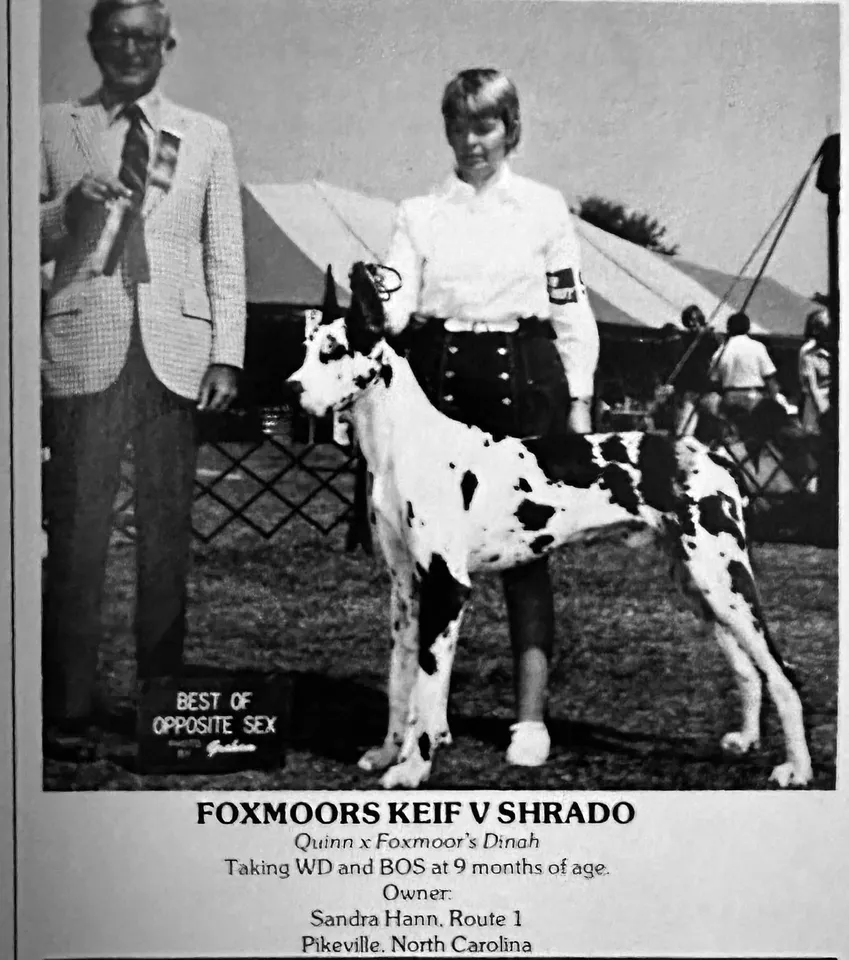 BEST OF
OPPOSITE SEX
PHOTO
BY Graham
FOXMOORS KEIF V SHRADO
Quinn x Foxmoor's Dinah
Taking WD and BOS at 9 months of age.
Owner:
Sandra Hann, Route 1
Pikeville, North Carolina